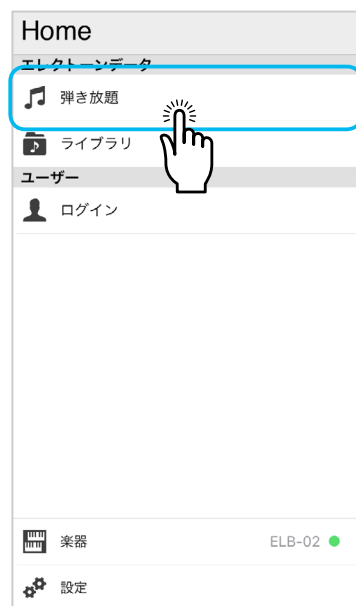 Home
エレクトーンデータ
弾き放題
ライブラリ
ユーザー
ログイン
楽器 ELB-02
設定